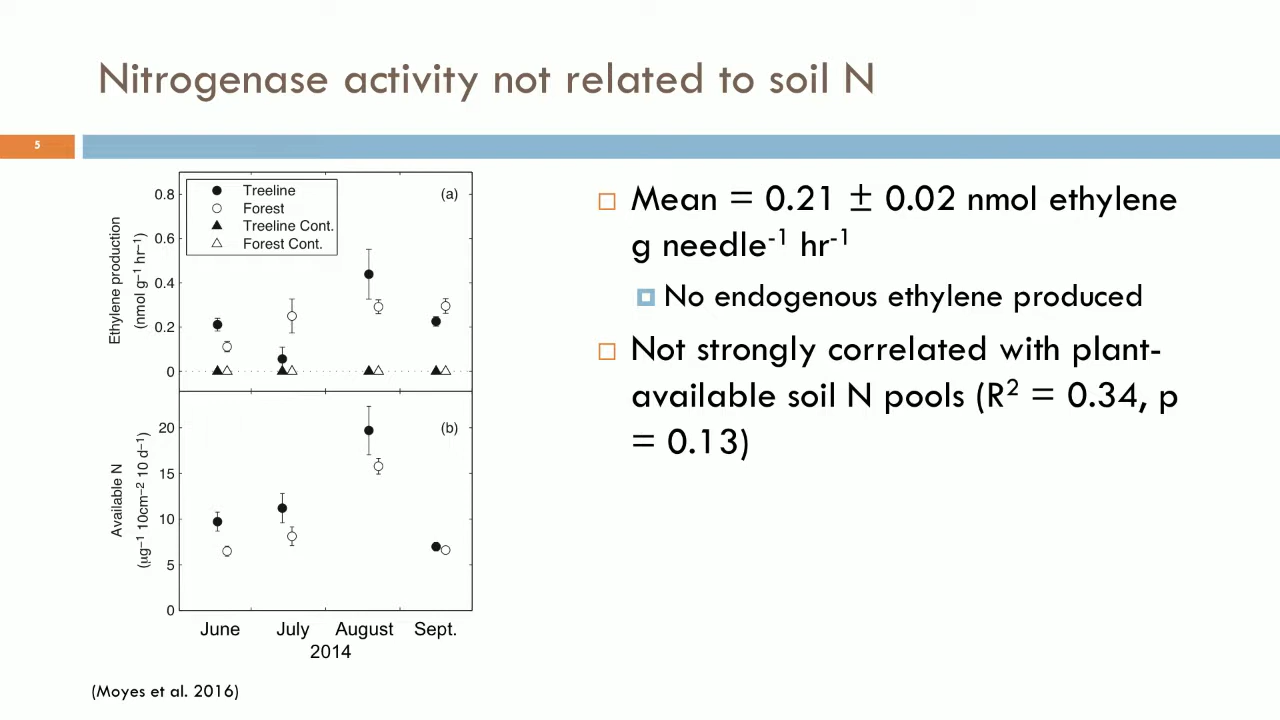 Nitrogenase activity not related to soil N
5
0.8
0.6
0.4
0.2
0
Ethylene production
(nmol g⁻¹ hr⁻¹)
Treeline
Forest
Treeline Cont.
Forest Cont.
(a)
20
15
10
5
0
Available N
(µg⁻¹ 10cm⁻² 10 d⁻¹)
(b)
June July August Sept.
2014
(Moyes et al. 2016)
Mean = 0.21 ± 0.02 nmol ethylene
g needle⁻¹ hr⁻¹
No endogenous ethylene produced
Not strongly correlated with plant-
available soil N pools (R² = 0.34, p
= 0.13)